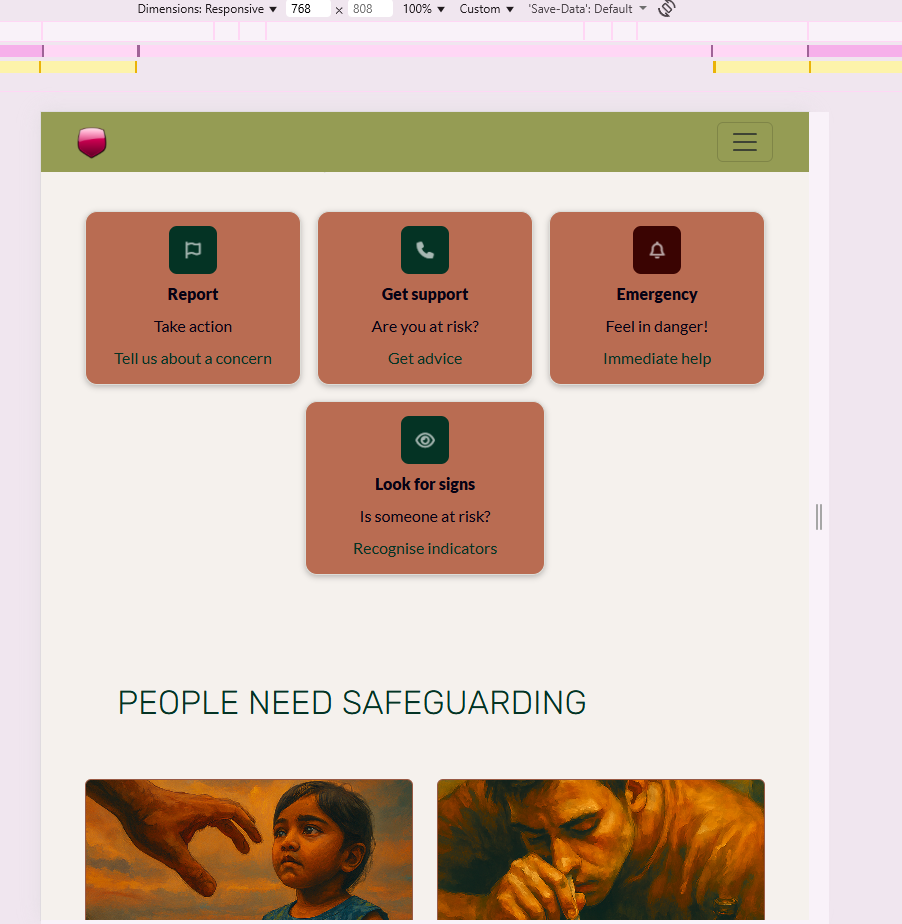 Dimensions: Responsive 768 × 808 100% Custom 'Save-Data': Default
Report
Take action
Tell us about a concern
Get support
Are you at risk?
Get advice
Emergency
Feel in danger!
Immediate help
Look for signs
Is someone at risk?
Recognise indicators
PEOPLE NEED SAFEGUARDING